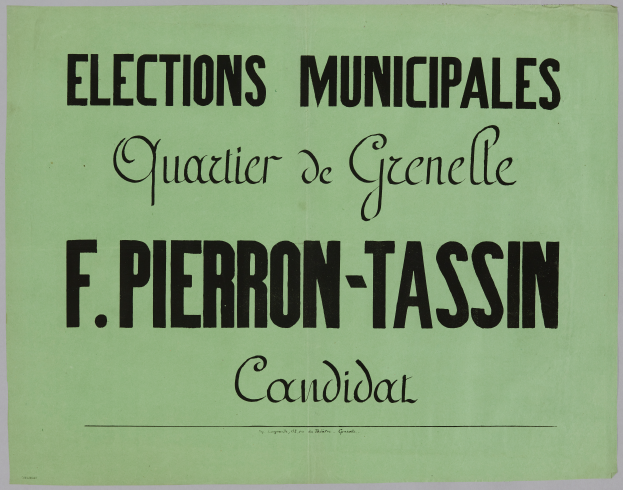 ELECTIONS MUNICIPALES
Quartier de Grenelle
F. PIERRON-TASSIN
Candidat